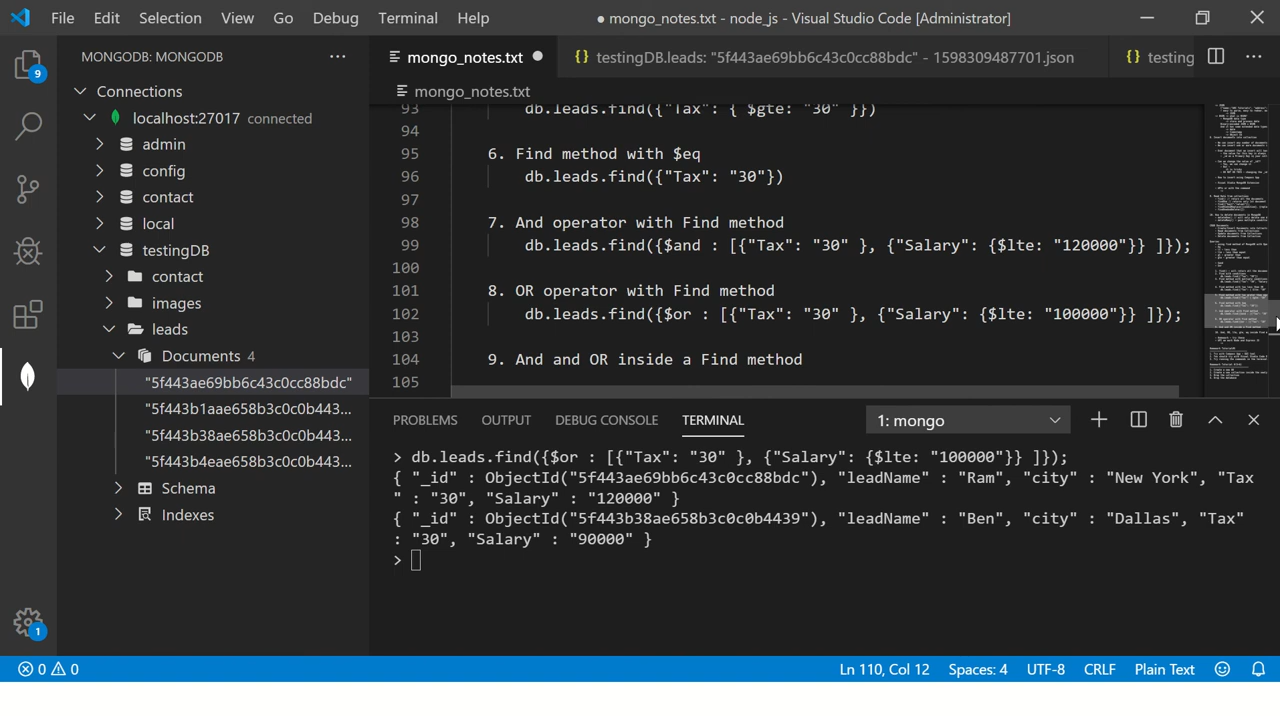 File Edit Selection View Go Debug Terminal Help
● mongo_notes.txt - node_js - Visual Studio Code [Administrator]
MONGODB: MONGODB
Connections
localhost:27017 connected
admin
config
contact
local
testingDB
contact
images
leads
Documents 4
"5f443ae69bb6c43c0cc88bdc"
"5f443b1aae658b3c0c0b443...
"5f443b38ae658b3c0c0b443...
"5f443b4eae658b3c0c0b443...
Schema
Indexes
9
1
mongo_notes.txt
{} testingDB.leads: "5f443ae69bb6c43c0cc88bdc" - 1598309487701.json
{} testing
mongo_notes.txt
93 db.leads.find({"Tax": { $gte: "30" }})
94
95 6. Find method with $eq
96 db.leads.find({"Tax": "30"})
97
98 7. And operator with Find method
99 db.leads.find({$and : [{"Tax": "30" }, {"Salary": {$lte: "120000"}} ]});
100
101 8. OR operator with Find method
102 db.leads.find({$or : [{"Tax": "30" }, {"Salary": {$lte: "100000"}} ]});
103
104 9. And and OR inside a Find method
105
PROBLEMS OUTPUT DEBUG CONSOLE TERMINAL
1: mongo
> db.leads.find({$or : [{"Tax": "30" }, {"Salary": {$lte: "100000"}} ]});
{ "_id" : ObjectId("5f443ae69bb6c43c0cc88bdc"), "leadName" : "Ram", "city" : "New York", "Tax
" : "30", "Salary" : "120000" }
{ "_id" : ObjectId("5f443b38ae658b3c0c0b4439"), "leadName" : "Ben", "city" : "Dallas", "Tax"
: "30", "Salary" : "90000" }
>
0 0
Ln 110, Col 12 Spaces: 4 UTF-8 CRLF Plain Text